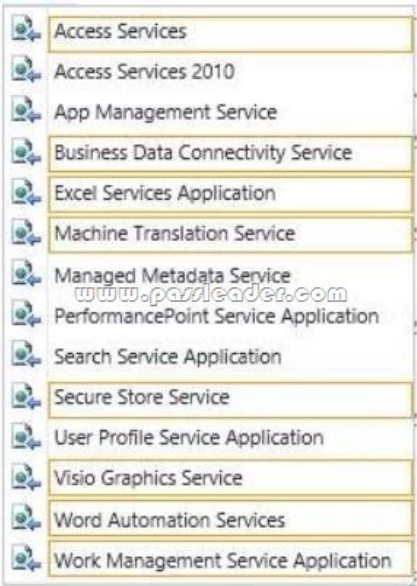 Access Services
Access Services 2010
App Management Service
Business Data Connectivity Service
Excel Services Application
Machine Translation Service
Managed Metadata Service
www.passleader.com
PerformancePoint Service Application
Search Service Application
Secure Store Service
User Profile Service Application
Visio Graphics Service
Word Automation Services
Work Management Service Application